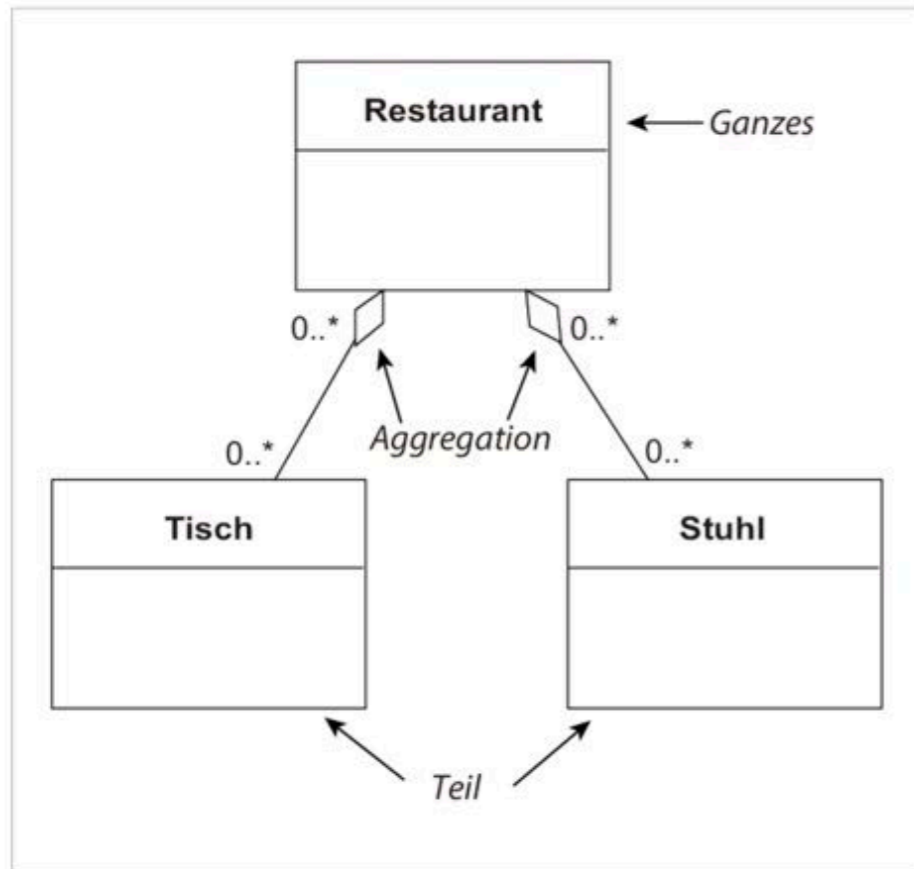 Restaurant
Ganzes
0..*
0..*
Aggregation
0..*
0..*
Tisch
Stuhl
Teil